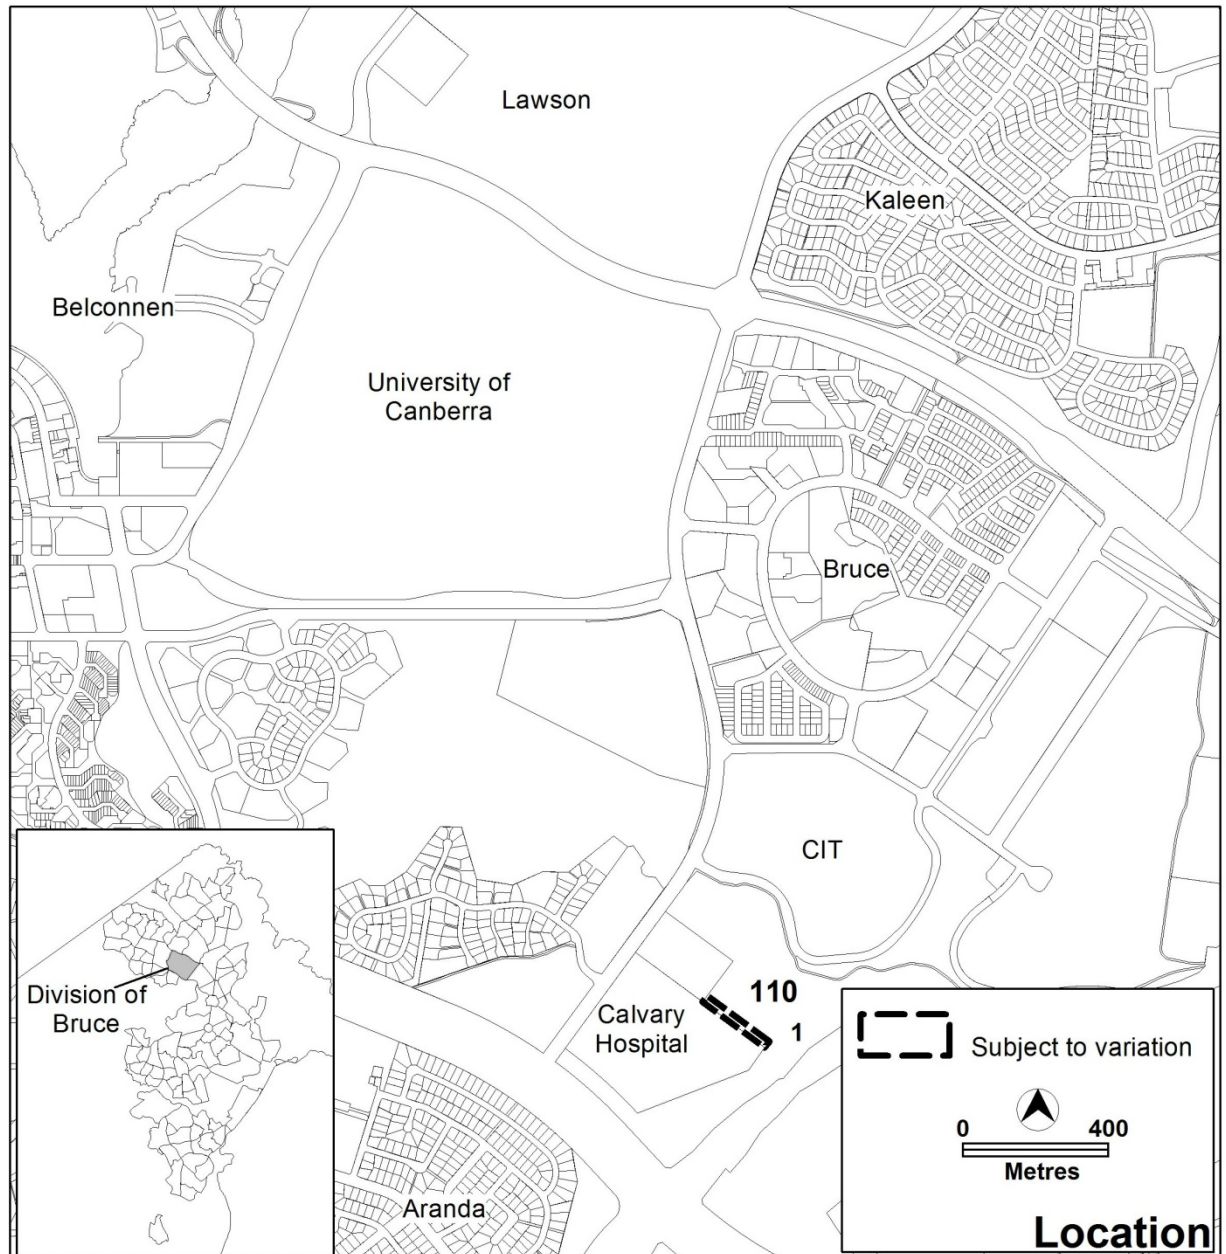 Lawson
Kaleen
Belconnen
University of
Canberra
Bruce
CIT
Division of
Bruce
Calvary
Hospital
110
1
Subject to variation
0 400
Metres
Aranda
Location